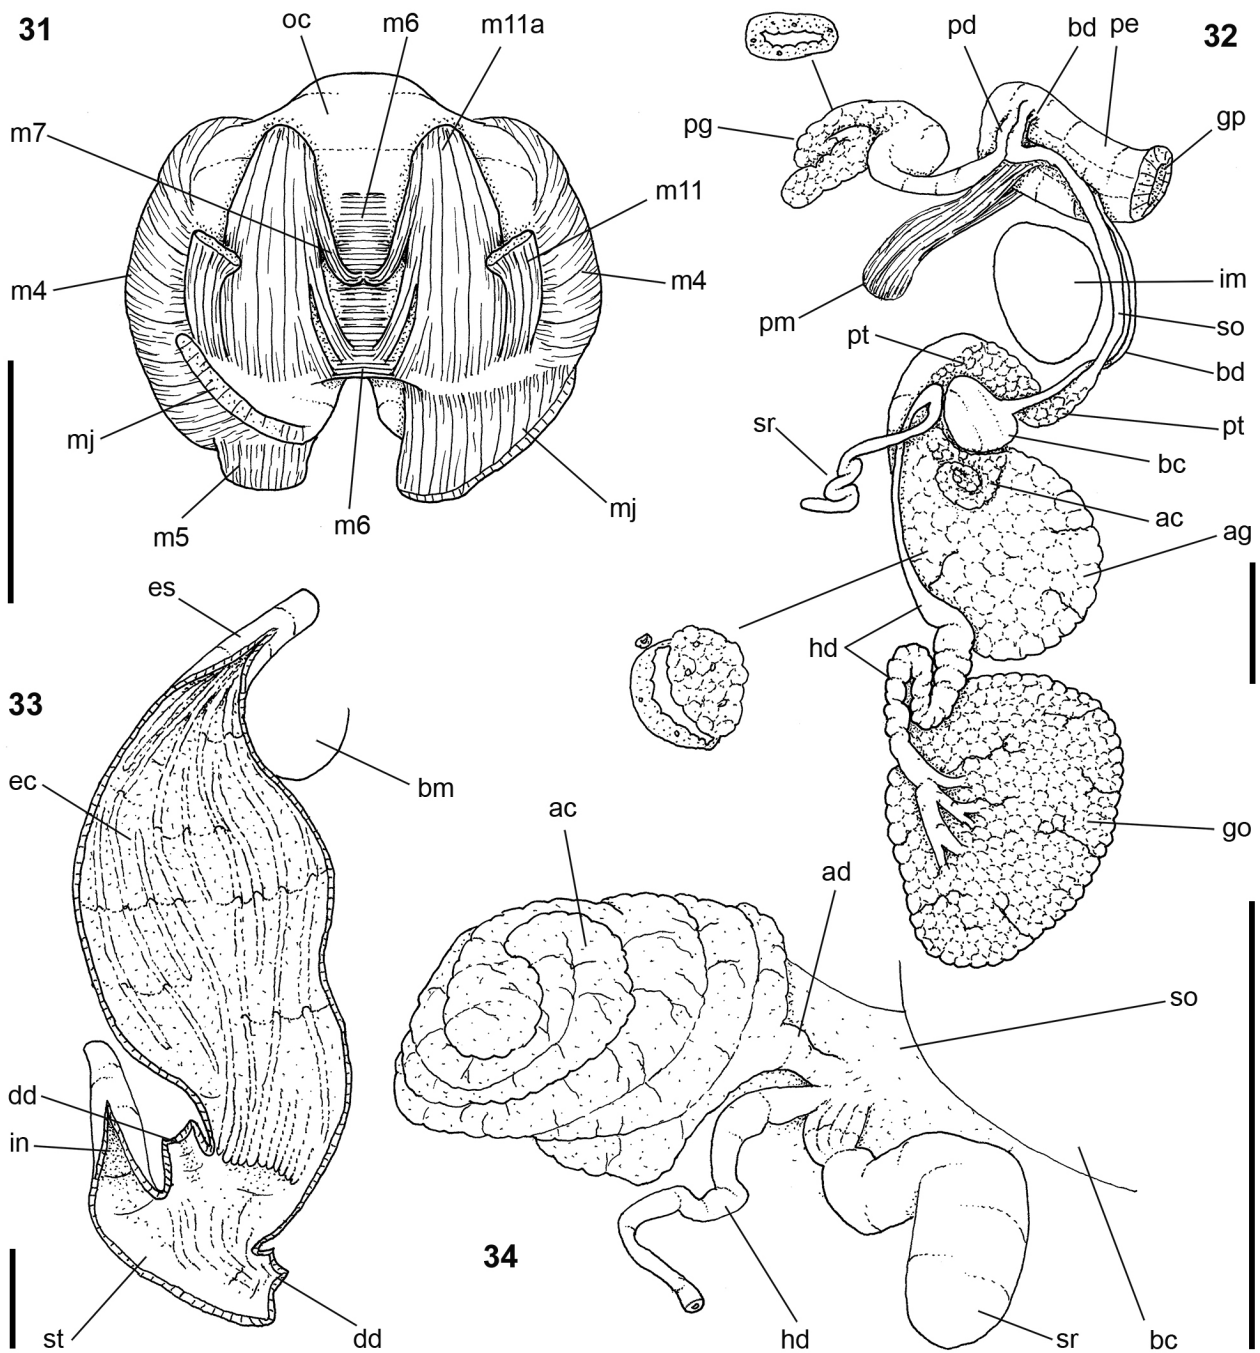 31
oc
m6
m11a
m7
m11
m4
m4
mj
m5
m6
mj
32
pd
bd
pe
gp
pg
im
pm
so
pt
bd
sr
pt
bc
ac
ag
hd
go
33
es
ec
bm
dd
in
st
dd
34
ac
ad
so
hd
sr
bc